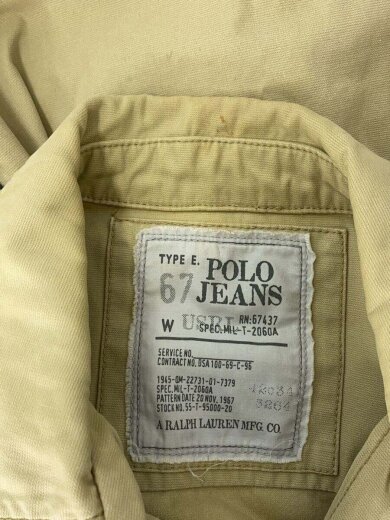 TYPE E.
67 POLO
JEANS
W USRL RN:67437
SPEC.MIL-T-2060A
SERVICE NO.
CONTRACT NO. DSA 100-69-C-96
1945-QM-22731-01-7379
SPEC. MIL-T-2060A
PATTERN DATE 20 NOV. 1967
STOCK NO. 55-T-95000-20
A RALPH LAUREN MFG. CO.